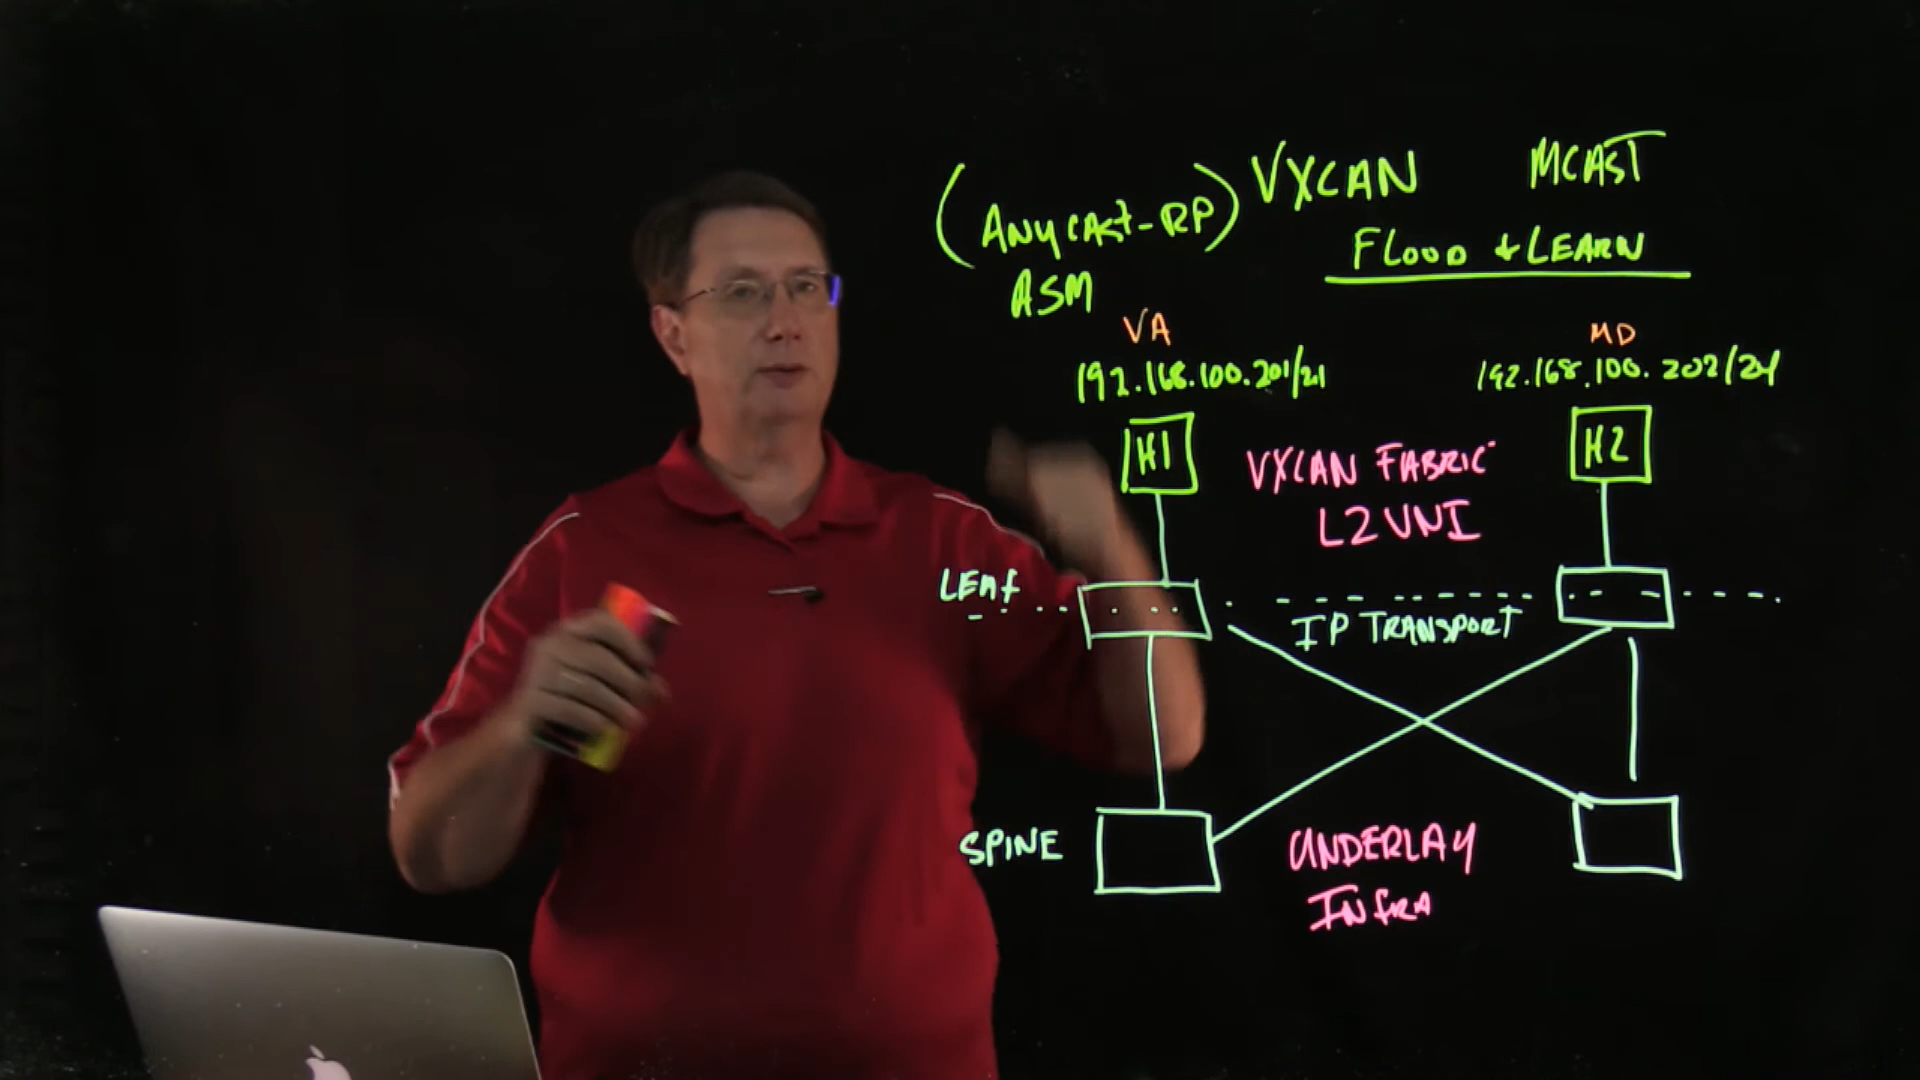 VXLAN MCAST
(ANYCAST-RP) FLOOD + LEARN
ASM
VA MD
192.168.100.201/24 192.168.100.202/24
H1 H2
VXLAN FABRIC
L2VNI
LEAF
IP TRANSPORT
SPINE UNDERLAY
INFRA